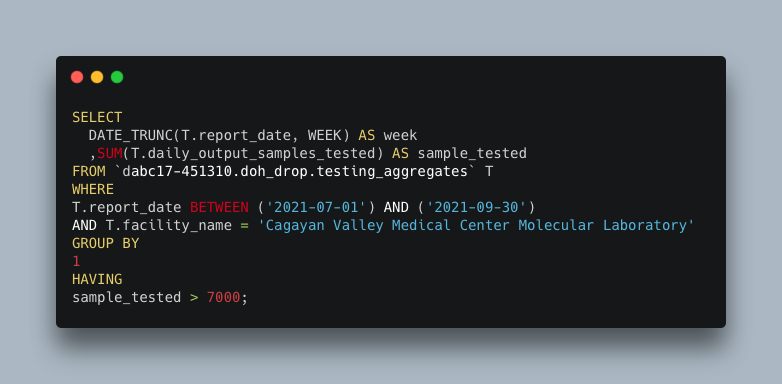 SELECT
  DATE_TRUNC(T.report_date, WEEK) AS week
  ,SUM(T.daily_output_samples_tested) AS sample_tested
FROM `dabc17-451310.doh_drop.testing_aggregates` T
WHERE
T.report_date BETWEEN ('2021-07-01') AND ('2021-09-30')
AND T.facility_name = 'Cagayan Valley Medical Center Molecular Laboratory'
GROUP BY
1
HAVING
sample_tested > 7000;